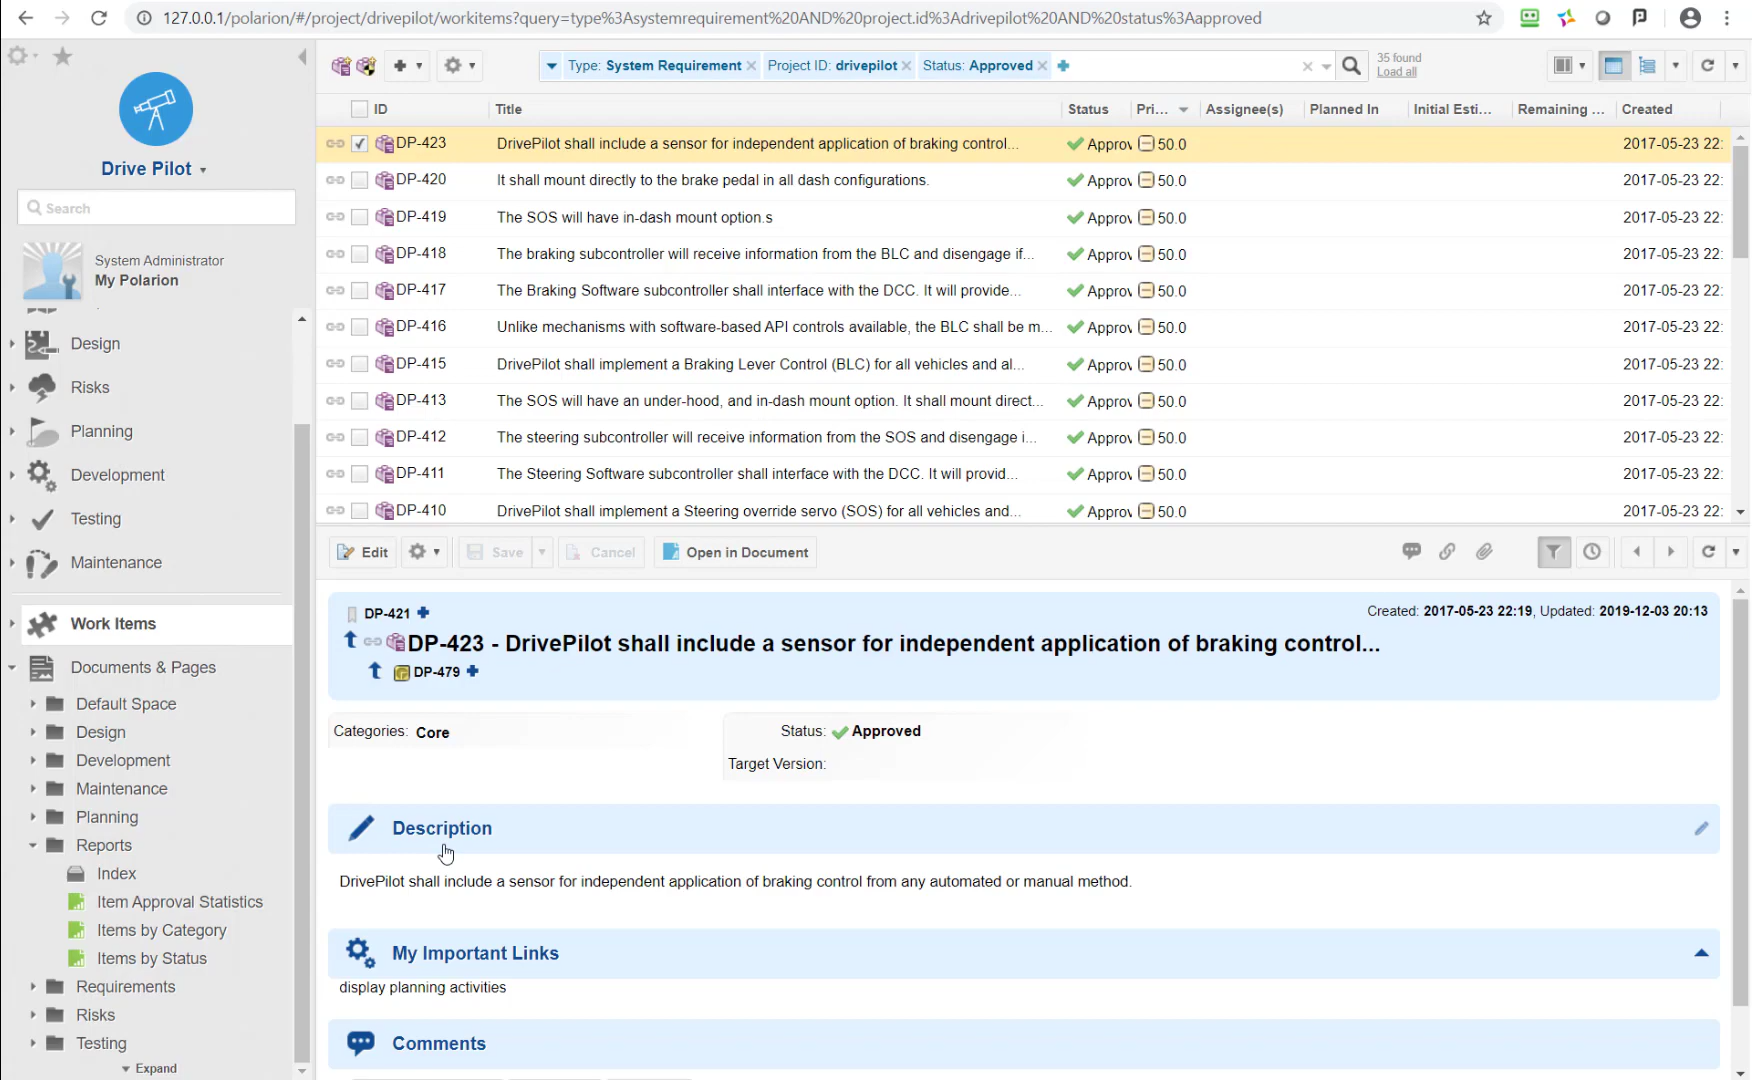 127.0.0.1/polarion/#/project/drivepilot/workitems?query=type%3Asystemrequirement%20AND%20project.id%3Adrivepilot%20AND%20status%3Aapproved
Drive Pilot
Search
System Administrator
My Polarion
Design
Risks
Planning
Development
Testing
Maintenance
Work Items
Documents & Pages
Default Space
Design
Development
Maintenance
Planning
Reports
Index
Item Approval Statistics
Items by Category
Items by Status
Requirements
Risks
Testing
Expand
Type: System Requirement Project ID: drivepilot Status: Approved
35 found
Load all
ID Title Status Pri... Assignee(s) Planned In Initial Esti... Remaining ... Created
DP-423 DrivePilot shall include a sensor for independent application of braking control... Approv 50.0 2017-05-23 22:
DP-420 It shall mount directly to the brake pedal in all dash configurations. Approv 50.0 2017-05-23 22:
DP-419 The SOS will have in-dash mount option.s Approv 50.0 2017-05-23 22:
DP-418 The braking subcontroller will receive information from the BLC and disengage if... Approv 50.0 2017-05-23 22:
DP-417 The Braking Software subcontroller shall interface with the DCC. It will provide... Approv 50.0 2017-05-23 22:
DP-416 Unlike mechanisms with software-based API controls available, the BLC shall be m... Approv 50.0 2017-05-23 22:
DP-415 DrivePilot shall implement a Braking Lever Control (BLC) for all vehicles and al... Approv 50.0 2017-05-23 22:
DP-413 The SOS will have an under-hood, and in-dash mount option. It shall mount direct... Approv 50.0 2017-05-23 22:
DP-412 The steering subcontroller will receive information from the SOS and disengage i... Approv 50.0 2017-05-23 22:
DP-411 The Steering Software subcontroller shall interface with the DCC. It will provid... Approv 50.0 2017-05-23 22:
DP-410 DrivePilot shall implement a Steering override servo (SOS) for all vehicles and... Approv 50.0 2017-05-23 22:
Edit Save Cancel Open in Document
DP-421 Created: 2017-05-23 22:19, Updated: 2019-12-03 20:13
DP-423 - DrivePilot shall include a sensor for independent application of braking control...
DP-479
Categories: Core Status: Approved
Target Version:
Description
DrivePilot shall include a sensor for independent application of braking control from any automated or manual method.
My Important Links
display planning activities
Comments